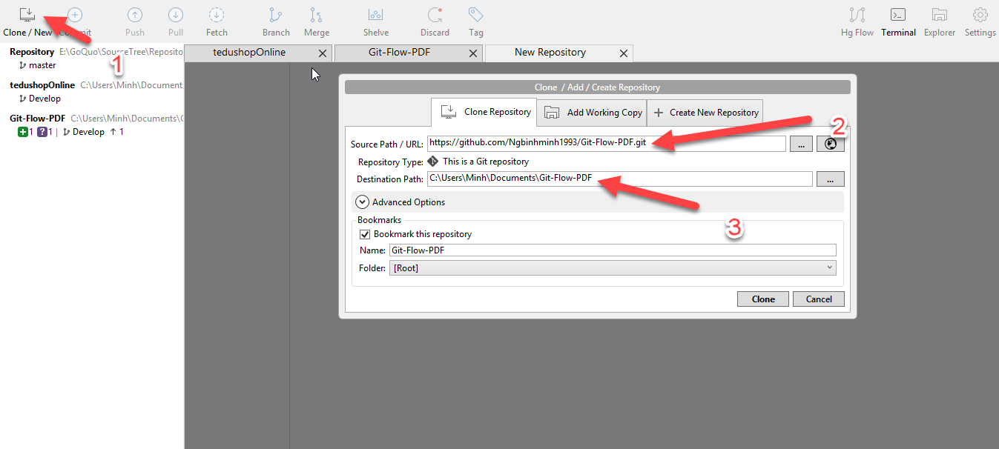 Clone / New Commit Push Pull Fetch Branch Merge Shelve Discard Tag Hg Flow Terminal Explorer Settings
1
Repository E:\GoQuo\SourceTree\Reposito
master
tedushopOnline C:\Users\Minh\Document
Develop
Git-Flow-PDF C:\Users\Minh\Documents\G
1 ? 1 | Develop ↑ 1
tedushopOnline Git-Flow-PDF New Repository
Clone / Add / Create Repository
Clone Repository Add Working Copy + Create New Repository
2
Source Path / URL: https://github.com/Ngbinhminh1993/Git-Flow-PDF.git ...
Repository Type: This is a Git repository
Destination Path: C:\Users\Minh\Documents\Git-Flow-PDF ...
Advanced Options
3
Bookmarks
Bookmark this repository
Name: Git-Flow-PDF
Folder: [Root]
Clone Cancel